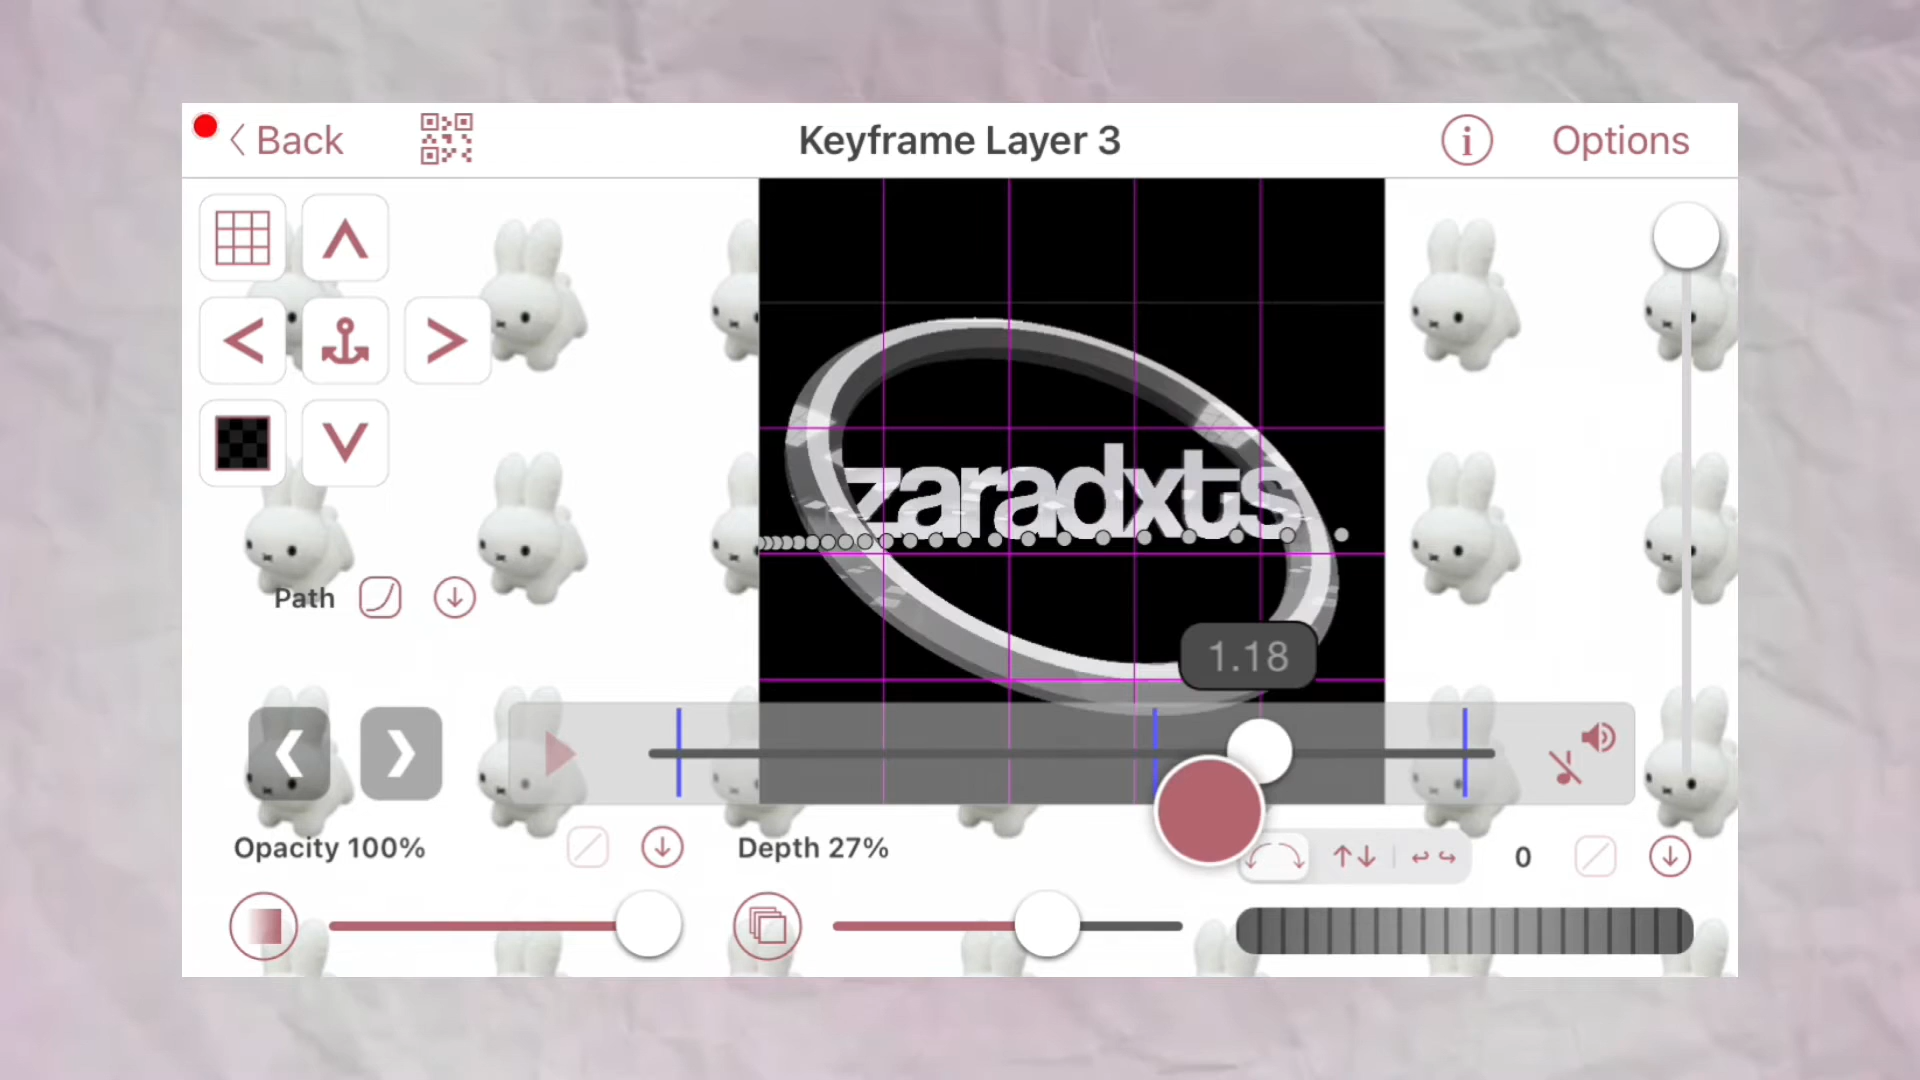 Back
Keyframe Layer 3
Options
zaradxts
Path
1.18
Opacity 100%
Depth 27%
0